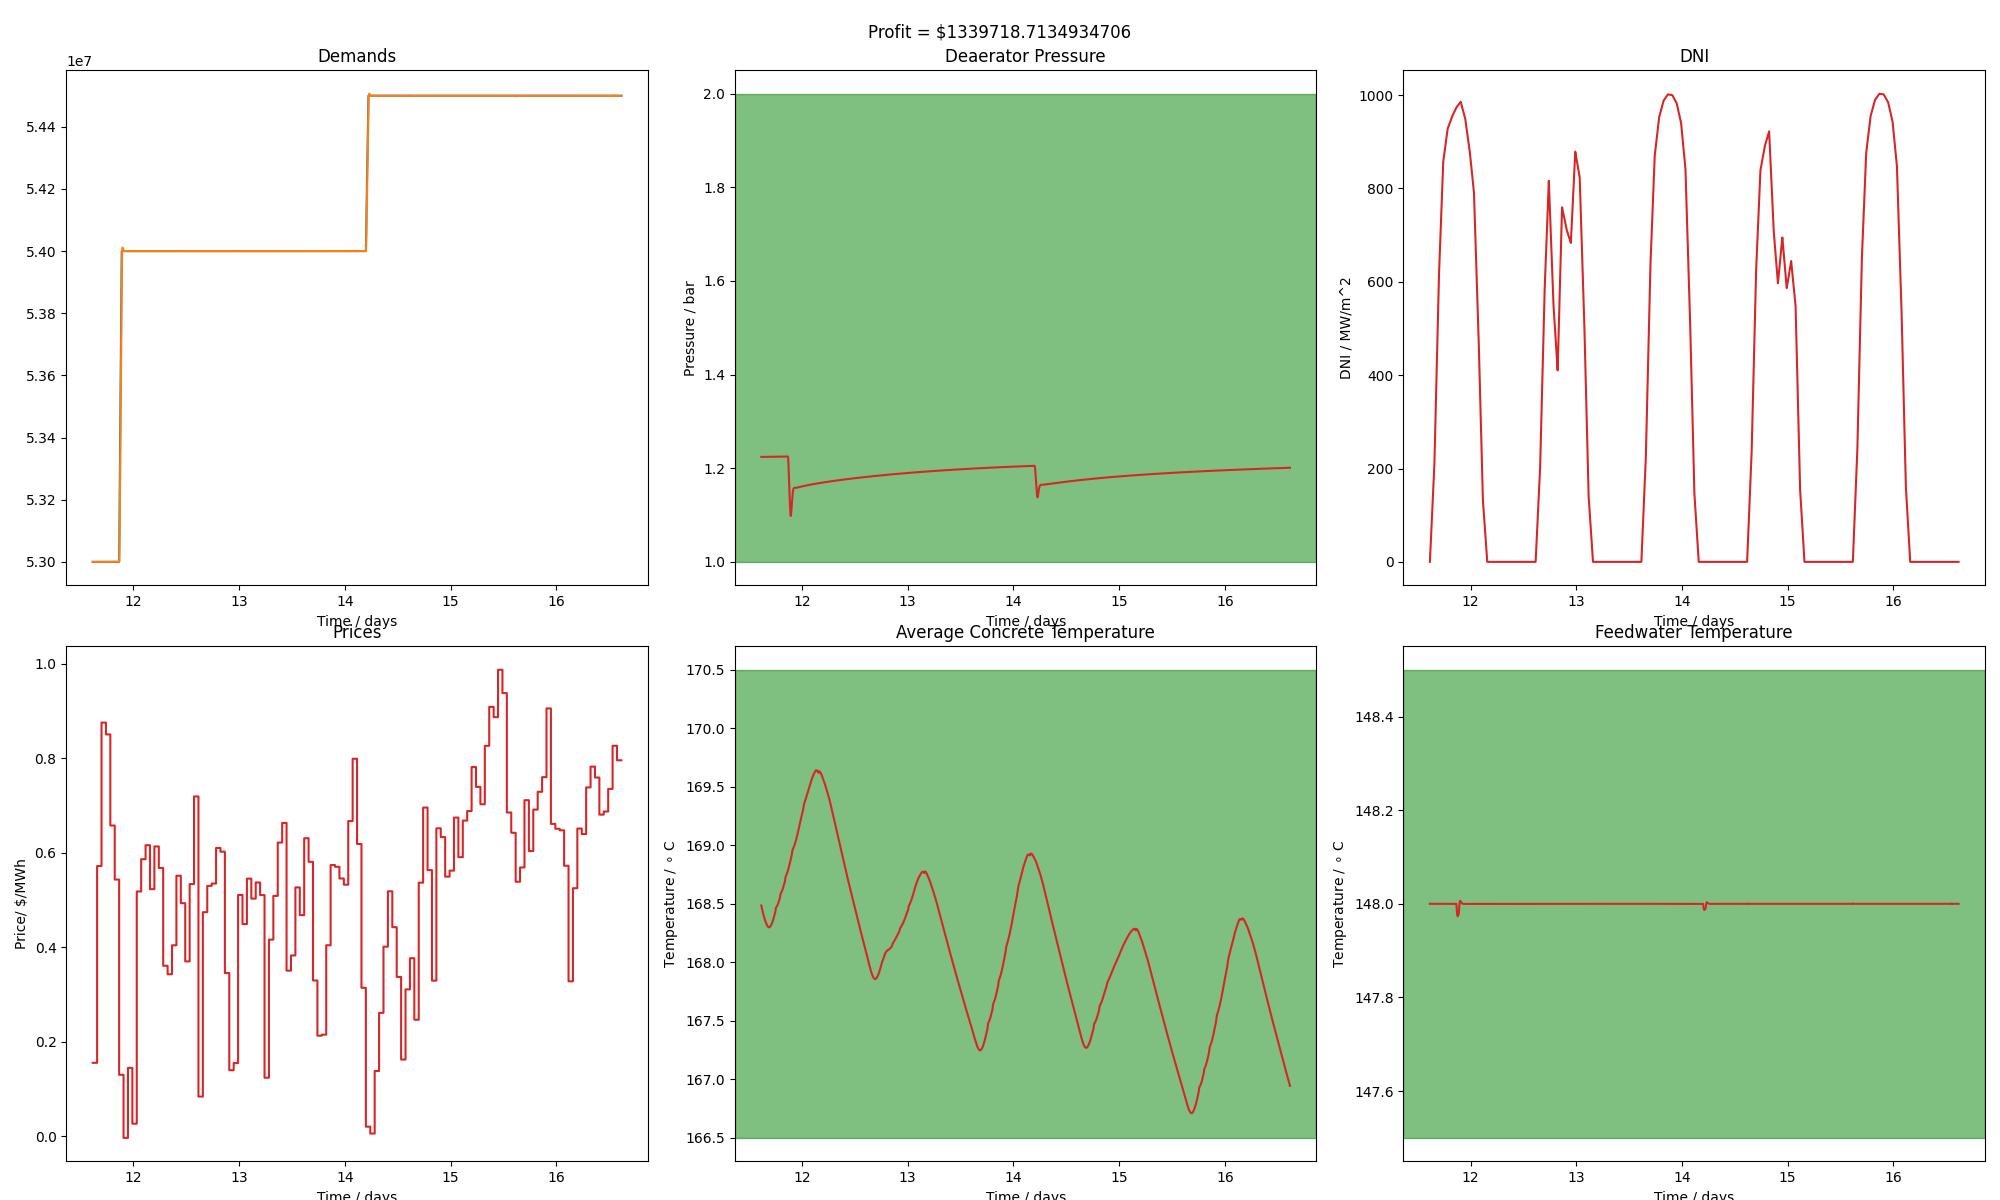 Profit = $1339718.7134934706
Demands
1e7
5.44
5.42
5.40
5.38
5.36
5.34
5.32
5.30
12 13 14 15 16
Time / days
Deaerator Pressure
Pressure / bar
2.0
1.8
1.6
1.4
1.2
1.0
12 13 14 15 16
Time / days
DNI
DNI / MW/m^2
1000
800
600
400
200
0
12 13 14 15 16
Time / days
Prices
Price/ $/MWh
1.0
0.8
0.6
0.4
0.2
0.0
12 13 14 15 16
Time / days
Average Concrete Temperature
Temperature / ∘ C
170.5
170.0
169.5
169.0
168.5
168.0
167.5
167.0
166.5
12 13 14 15 16
Time / days
Feedwater Temperature
Temperature / ∘ C
148.4
148.2
148.0
147.8
147.6
12 13 14 15 16
Time / days